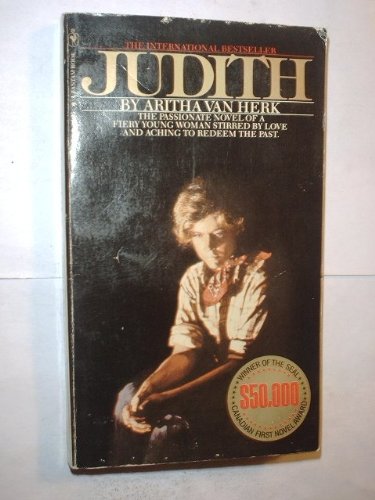 THE INTERNATIONAL BESTSELLER
JUDITH
BY ARITHA VAN HERK
THE PASSIONATE NOVEL OF A
FIERY YOUNG WOMAN STIRRED BY LOVE
AND ACHING TO REDEEM THE PAST.
WINNER OF THE SEAL
$50,000
CANADIAN FIRST NOVEL AWARD